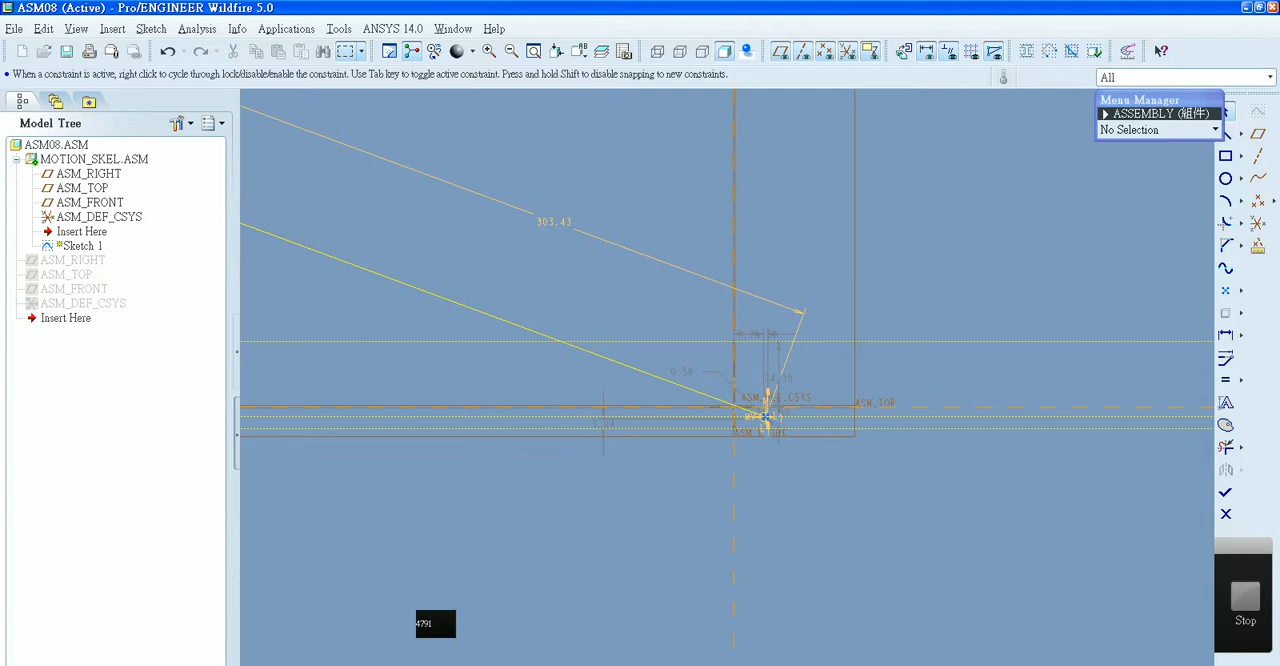 ASM08 (Active) - Pro/ENGINEER Wildfire 5.0
File Edit View Insert Sketch Analysis Info Applications Tools ANSYS 14.0 Window Help
When a constraint is active, right click to cycle through lock/disable/enable the constraint. Use Tab key to toggle active constraint. Press and hold Shift to disable snapping to new constraints.
All
Menu Manager
ASSEMBLY (組件)
No Selection
Model Tree
ASM08.ASM
MOTION_SKEL.ASM
ASM_RIGHT
ASM_TOP
ASM_FRONT
ASM_DEF_CSYS
Insert Here
*Sketch 1
ASM_RIGHT
ASM_TOP
ASM_FRONT
ASM_DEF_CSYS
Insert Here
303.43
0.56
ASM_TOP
4791
Stop